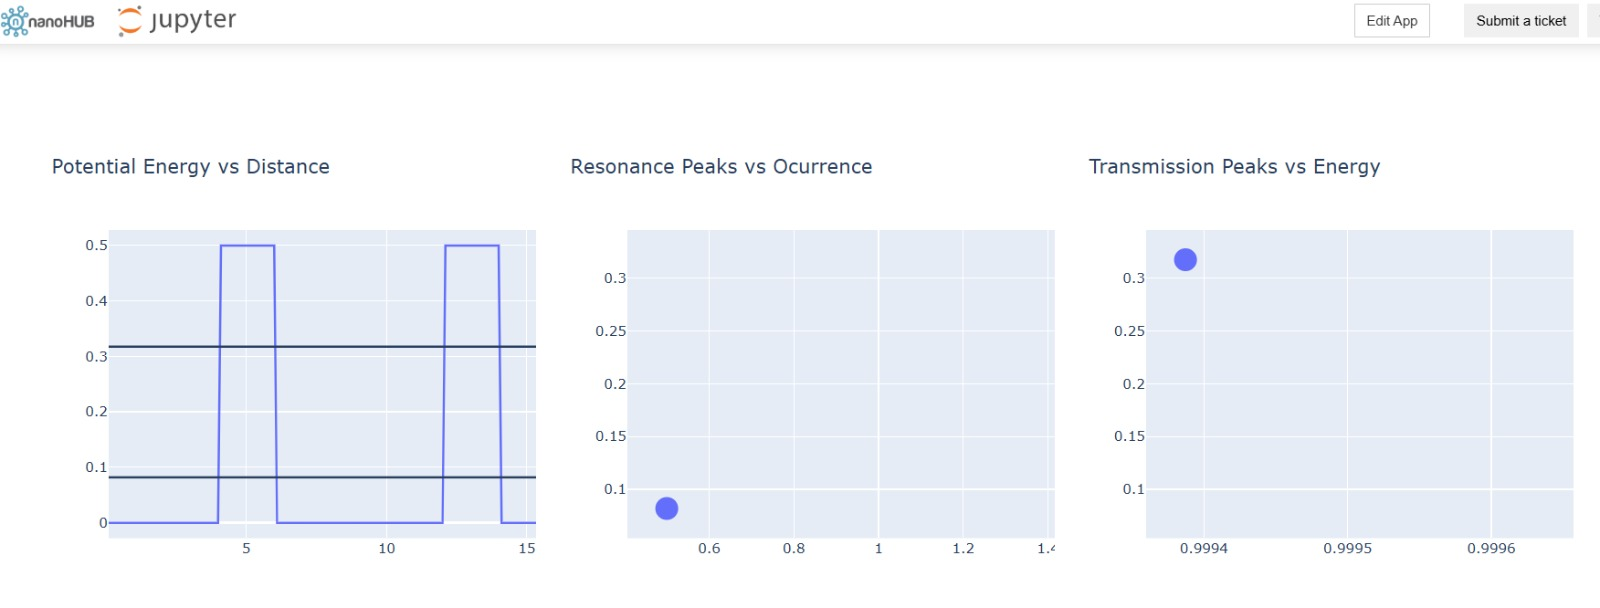 nanoHUB jupyter Edit App Submit a ticket
Potential Energy vs Distance
Resonance Peaks vs Ocurrence
Transmission Peaks vs Energy
0.5
0.4
0.3
0.2
0.1
0
5 10 15
0.3
0.25
0.2
0.15
0.1
0.6 0.8 1 1.2 1.4
0.3
0.25
0.2
0.15
0.1
0.9994 0.9995 0.9996